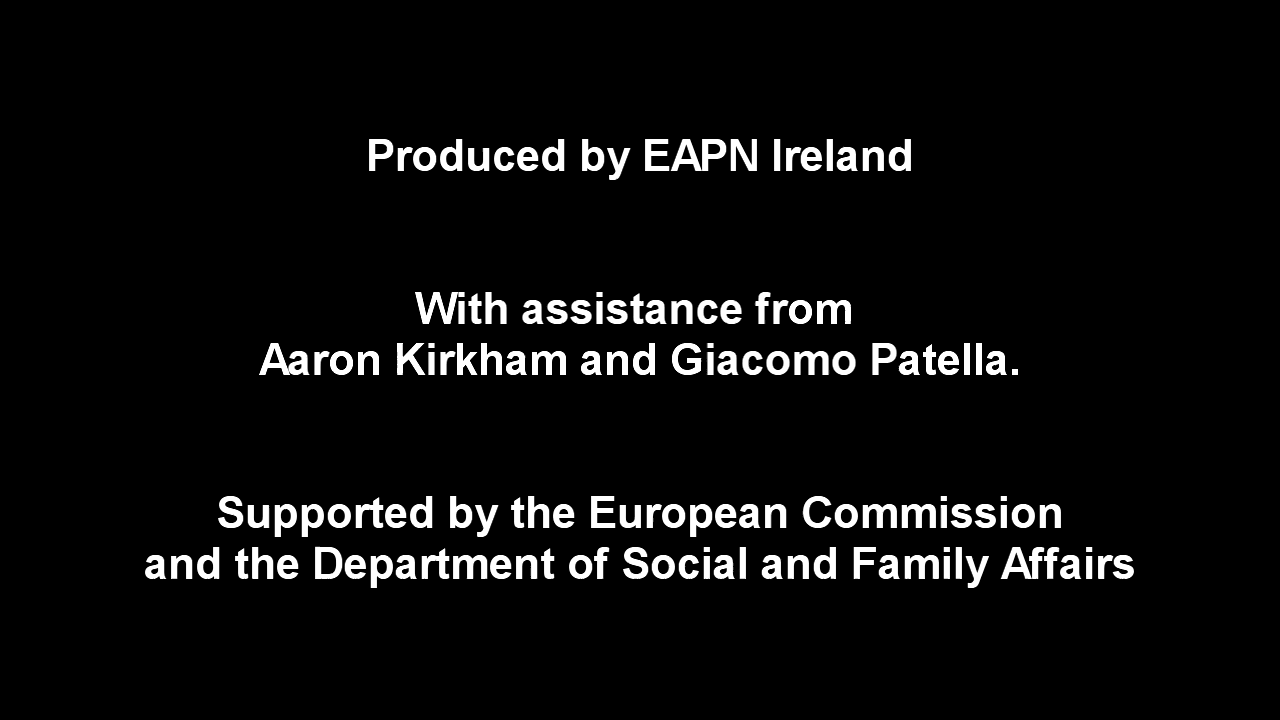 Produced by EAPN Ireland
With assistance from
Aaron Kirkham and Giacomo Patella.
Supported by the European Commission
and the Department of Social and Family Affairs